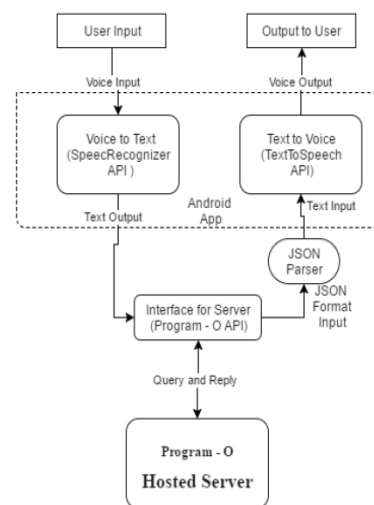 User Input
Output to User
Voice Input
Voice Output
Voice to Text
(SpeecRecognizer
API )
Text to Voice
(TextToSpeech
API)
Text Output
Android
App
Text Input
JSON
Parser
Interface for Server
(Program - O API)
JSON
Format
Input
Query and Reply
Program - O
Hosted Server